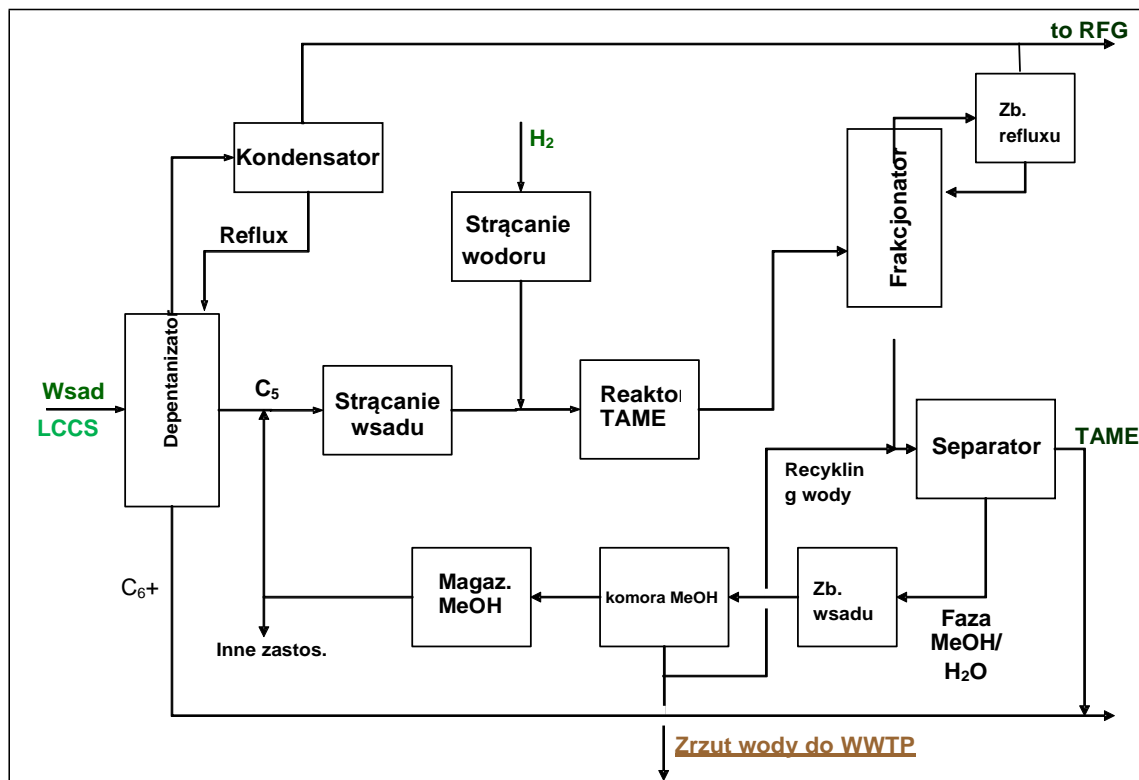 to RFG
Zb.
refluxu
H₂
Kondensator
Frakcjonator
Strącanie
wodoru
Reflux
Depentanizator
Wsad
LCCS
C₅
Strącanie
wsadu
Reakto
TAME
Separator
TAME
Recyklin
g wody
C₆+
Magaz.
MeOH
komora MeOH
Zb.
wsadu
Faza
MeOH/
H₂O
Inne zastos.
Zrzut wody do WWTP